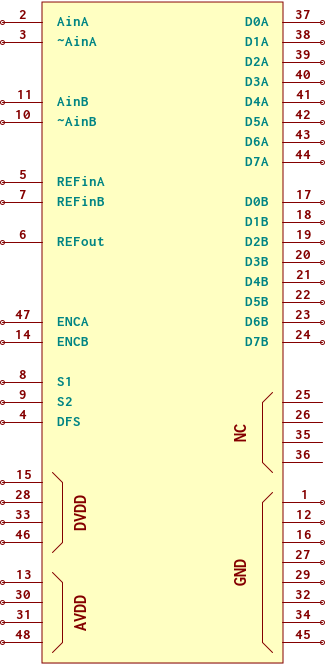 2 AinA D0A 37
3 ~AinA D1A 38
D2A 39
D3A 40
11 AinB D4A 41
10 ~AinB D5A 42
D6A 43
D7A 44
5 REFinA
7 REFinB D0B 17
D1B 18
6 REFout D2B 19
D3B 20
D4B 21
D5B 22
47 ENCA D6B 23
14 ENCB D7B 24
8 S1
9 S2 25
4 DFS 26
NC
35
36
15
28 1
DVDD
33 12
46 16
27
GND
13 29
30 32
AVDD
31 34
48 45